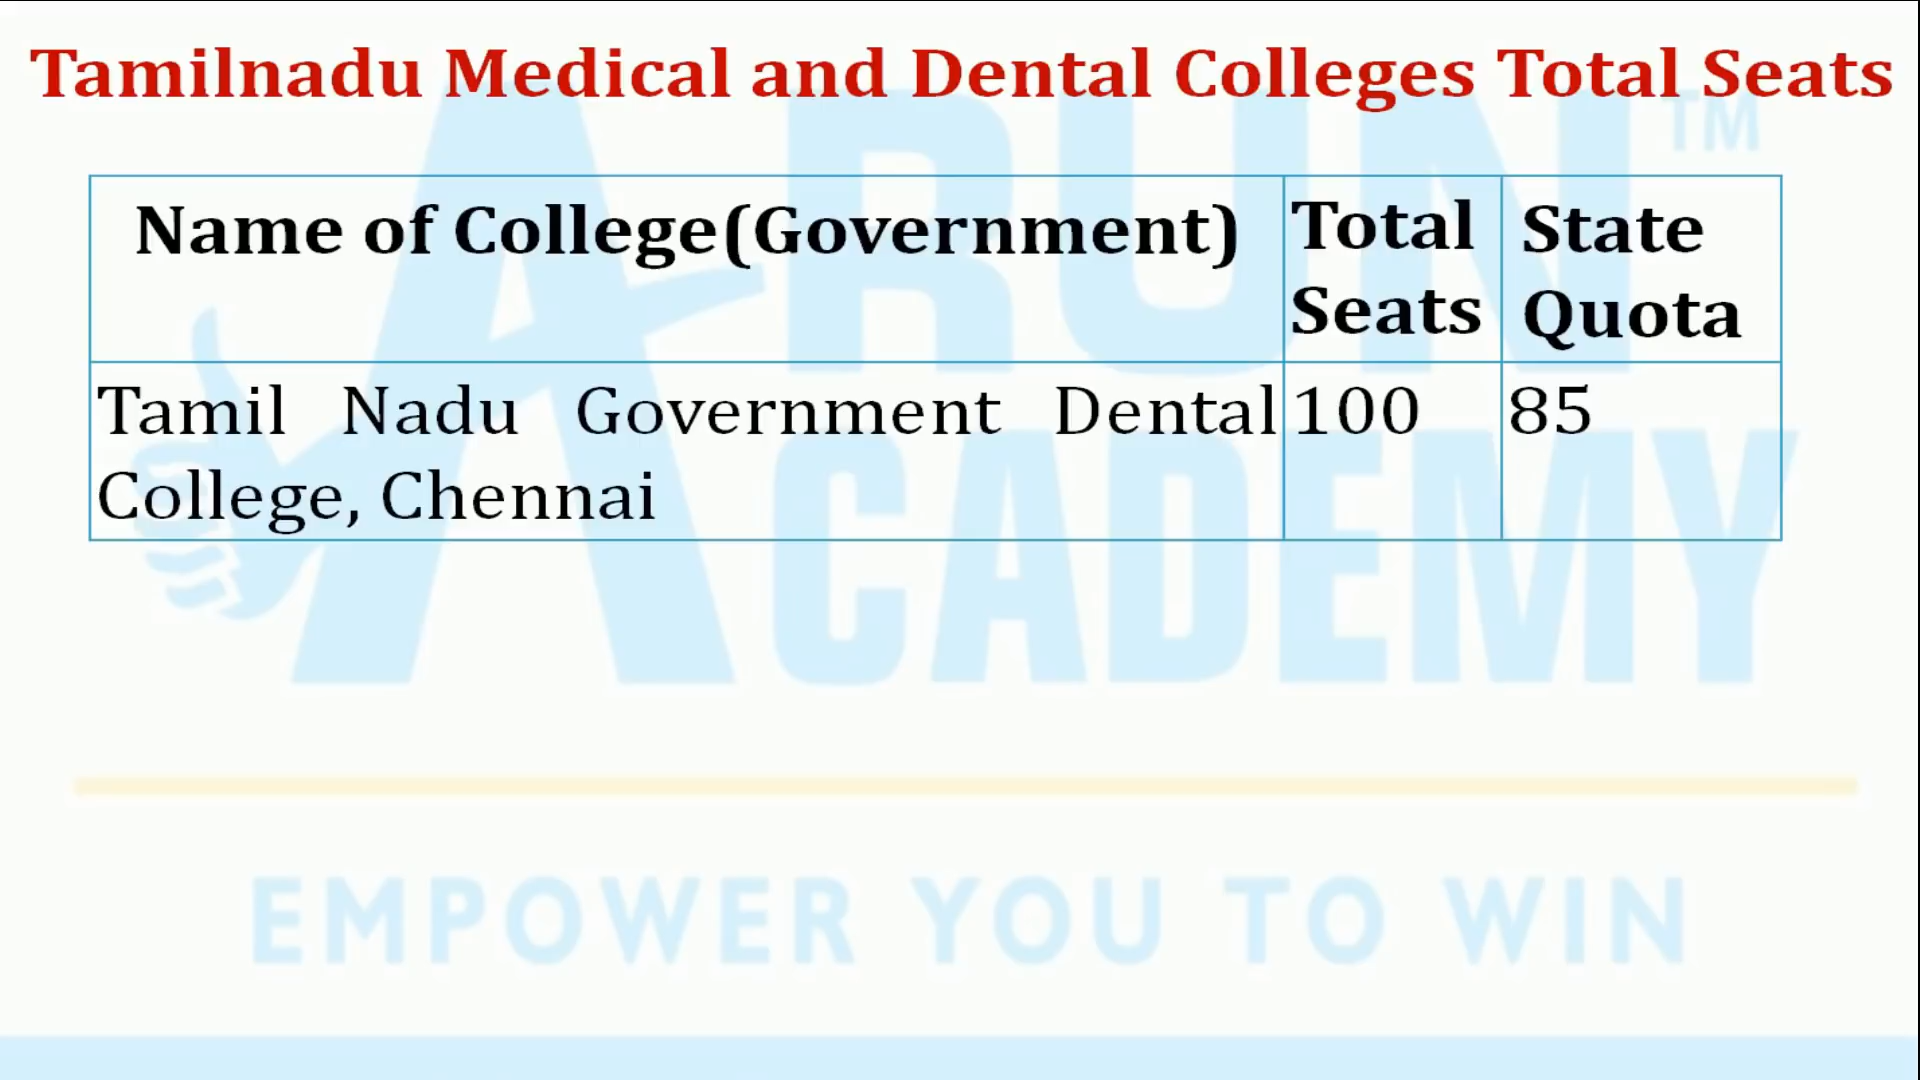 Tamilnadu Medical and Dental Colleges Total Seats
Name of College(Government)
Total
Seats
State
Quota
Tamil Nadu Government Dental
College, Chennai
100
85
ARUN
TM
ACADEMY
EMPOWER YOU TO WIN